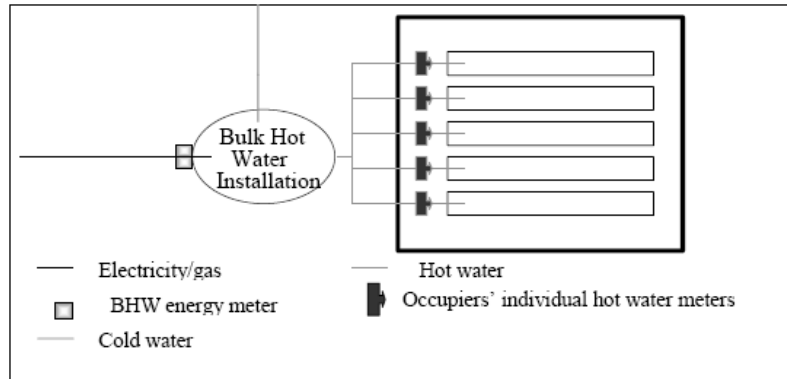 Bulk Hot
Water
Installation
Electricity/gas
Hot water
BHW energy meter
Occupiers’ individual hot water meters
Cold water